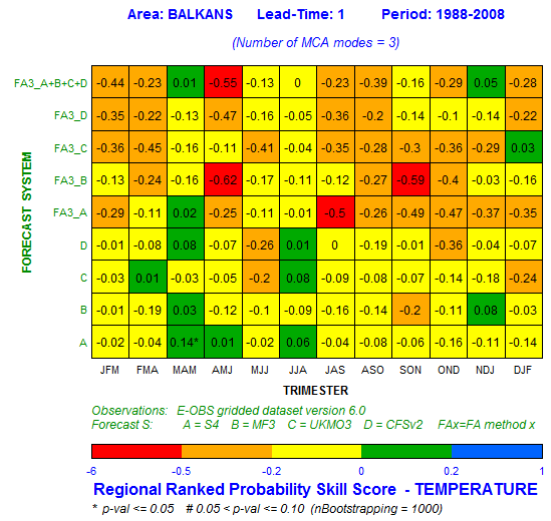 Area: BALKANS Lead-Time: 1 Period: 1988-2008
(Number of MCA modes = 3)
FORECAST SYSTEM
FA3_A+B+C+D -0.44 -0.23 0.01 -0.55 -0.13 0 -0.23 -0.39 -0.16 -0.29 0.05 -0.28
FA3_D -0.35 -0.22 -0.13 -0.47 -0.16 -0.05 -0.36 -0.2 -0.14 -0.1 -0.14 -0.22
FA3_C -0.36 -0.45 -0.16 -0.11 -0.41 -0.04 -0.35 -0.28 -0.3 -0.36 -0.29 0.03
FA3_B -0.13 -0.24 -0.16 -0.62 -0.17 -0.11 -0.12 -0.27 -0.59 -0.4 -0.03 -0.16
FA3_A -0.29 -0.11 0.02 -0.25 -0.11 -0.01 -0.5 -0.26 -0.49 -0.47 -0.37 -0.35
D -0.01 -0.08 0.08 -0.07 -0.26 0.01 0 -0.19 -0.01 -0.36 -0.04 -0.07
C -0.03 0.01 -0.03 -0.05 -0.2 0.08 -0.09 -0.08 -0.07 -0.14 -0.18 -0.24
B -0.01 -0.19 0.03 -0.12 -0.1 -0.09 -0.16 -0.14 -0.2 -0.11 0.08 -0.03
A -0.02 -0.04 0.14* 0.01 -0.02 0.06 -0.04 -0.08 -0.06 -0.16 -0.11 -0.14
JFM FMA MAM AMJ MJJ JJA JAS ASO SON OND NDJ DJF
TRIMESTER
Observations: E-OBS gridded dataset version 6.0
Forecast S: A = S4 B = MF3 C = UKMO3 D = CFSv2 FAx=FA method x
-6 -0.5 -0.2 0 0.2 1
Regional Ranked Probability Skill Score - TEMPERATURE
* p-val <= 0.05 # 0.05 < p-val <= 0.10 (nBootstrapping = 1000)